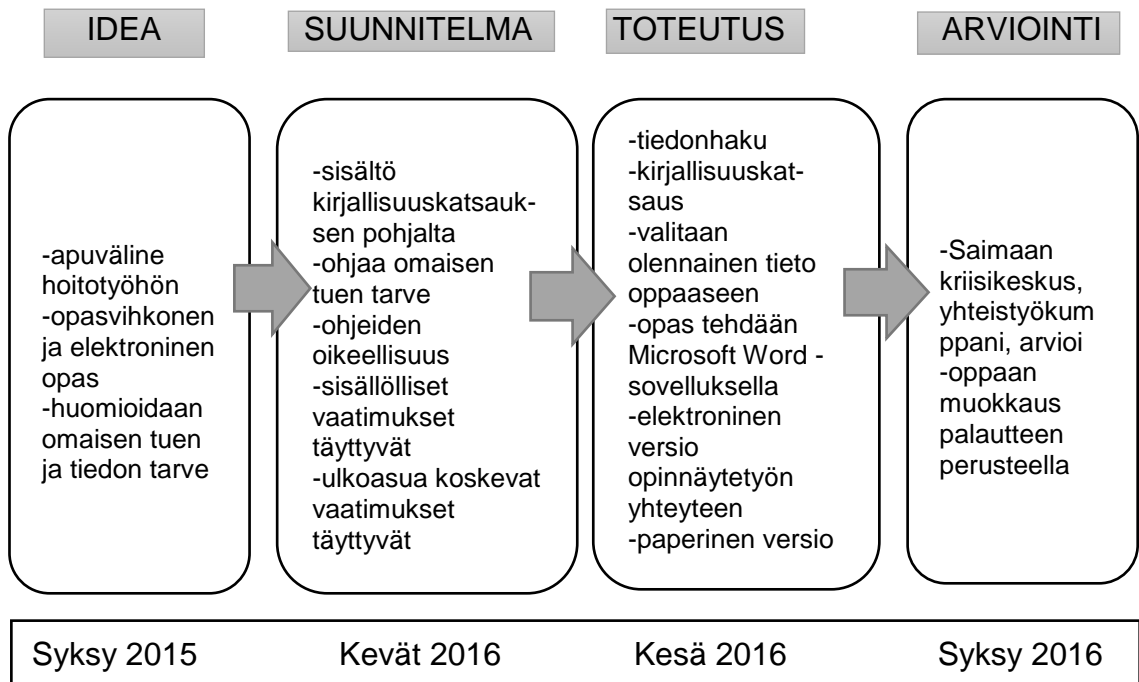 IDEA
SUUNNITELMA
TOTEUTUS
ARVIOINTI
-apuväline
hoitotyöhön
-opasvihkonen
ja elektroninen
opas
-huomioidaan
omaisen tuen
ja tiedon tarve
-sisältö
kirjallisuuskatsauk-
sen pohjalta
-ohjaa omaisen
tuen tarve
-ohjeiden
oikeellisuus
-sisällölliset
vaatimukset
täyttyvät
-ulkoasua koskevat
vaatimukset
täyttyvät
-tiedonhaku
-kirjallisuuskat-
saus
-valitaan
olennainen tieto
oppaaseen
-opas tehdään
Microsoft Word -
sovelluksella
-elektroninen
versio
opinnäytetyön
yhteyteen
-paperinen versio
-Saimaan
kriisikeskus,
yhteistyökum
ppani, arvioi
-oppaan
muokkaus
palautteen
perusteella
Syksy 2015
Kevät 2016
Kesä 2016
Syksy 2016